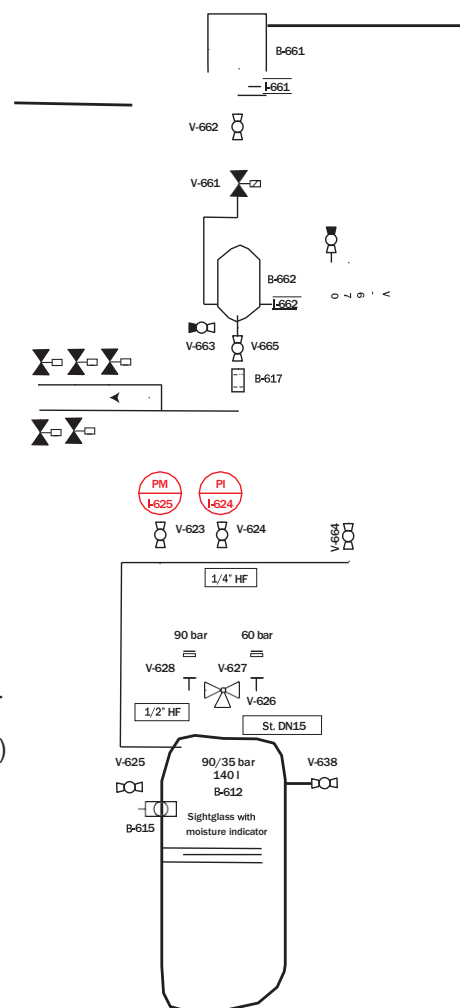 B-661
I-661
V-662
V-661
B-662
I-662
V-670
V-663
V-665
B-617
PM
I-625
PI
I-624
V-623
V-624
V-664
1/4" HF
90 bar
60 bar
V-628
V-627
V-626
1/2" HF
St. DN15
)
V-625
90/35 bar
140 l
V-638
B-612
B-615
Sightglass with
moisture indicator